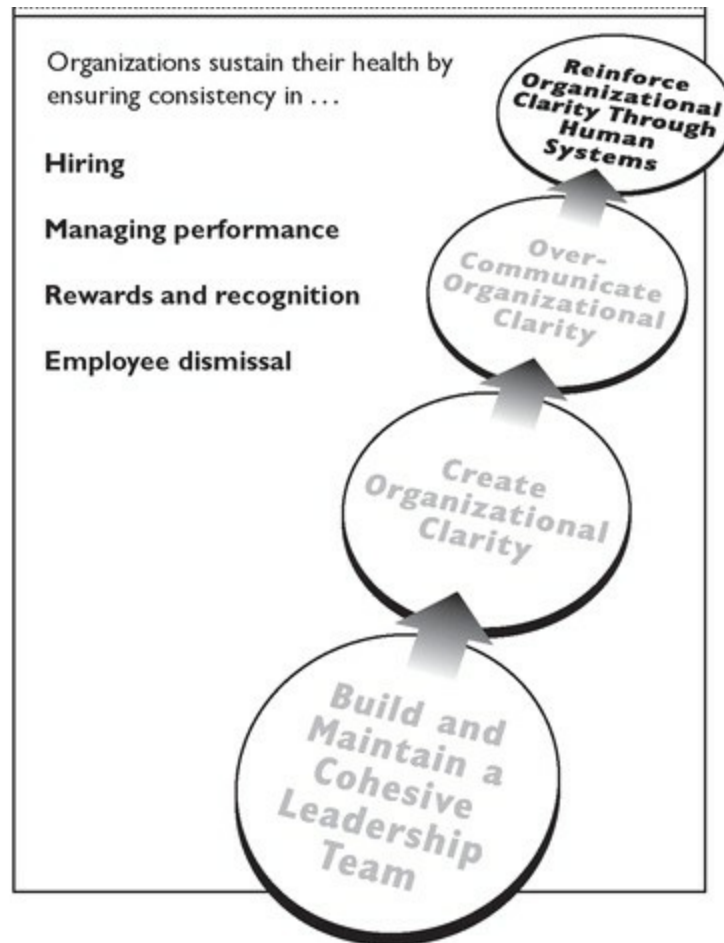 Organizations sustain their health by
ensuring consistency in ...
Hiring
Managing performance
Rewards and recognition
Employee dismissal
Reinforce
Organizational
Clarity Through
Human
Systems
Over-
Communicate
Organizational
Clarity
Create
Organizational
Clarity
Build and
Maintain a
Cohesive
Leadership
Team